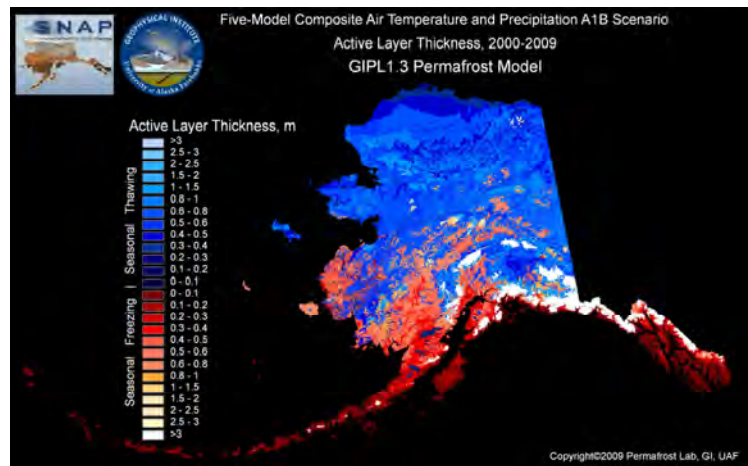 SNAP
GEOPHYSICAL INSTITUTE
University of Alaska Fairbanks
Five-Model Composite Air Temperature and Precipitation A1B Scenario
Active Layer Thickness, 2000-2009
GIPL1.3 Permafrost Model
Active Layer Thickness, m
Seasonal Freezing I Seasonal Thawing
>3
2.5 - 3
2 - 2.5
1.5 - 2
1 - 1.5
0.8 - 1
0.6 - 0.8
0.5 - 0.6
0.4 - 0.5
0.3 - 0.4
0.2 - 0.3
0.1 - 0.2
0 - 0.1
0 - 0.1
0.1 - 0.2
0.2 - 0.3
0.3 - 0.4
0.4 - 0.5
0.5 - 0.6
0.6 - 0.8
0.8 - 1
1 - 1.5
1.5 - 2
2 - 2.5
2.5 - 3
>3
Copyright©2009 Permafrost Lab, GI, UAF